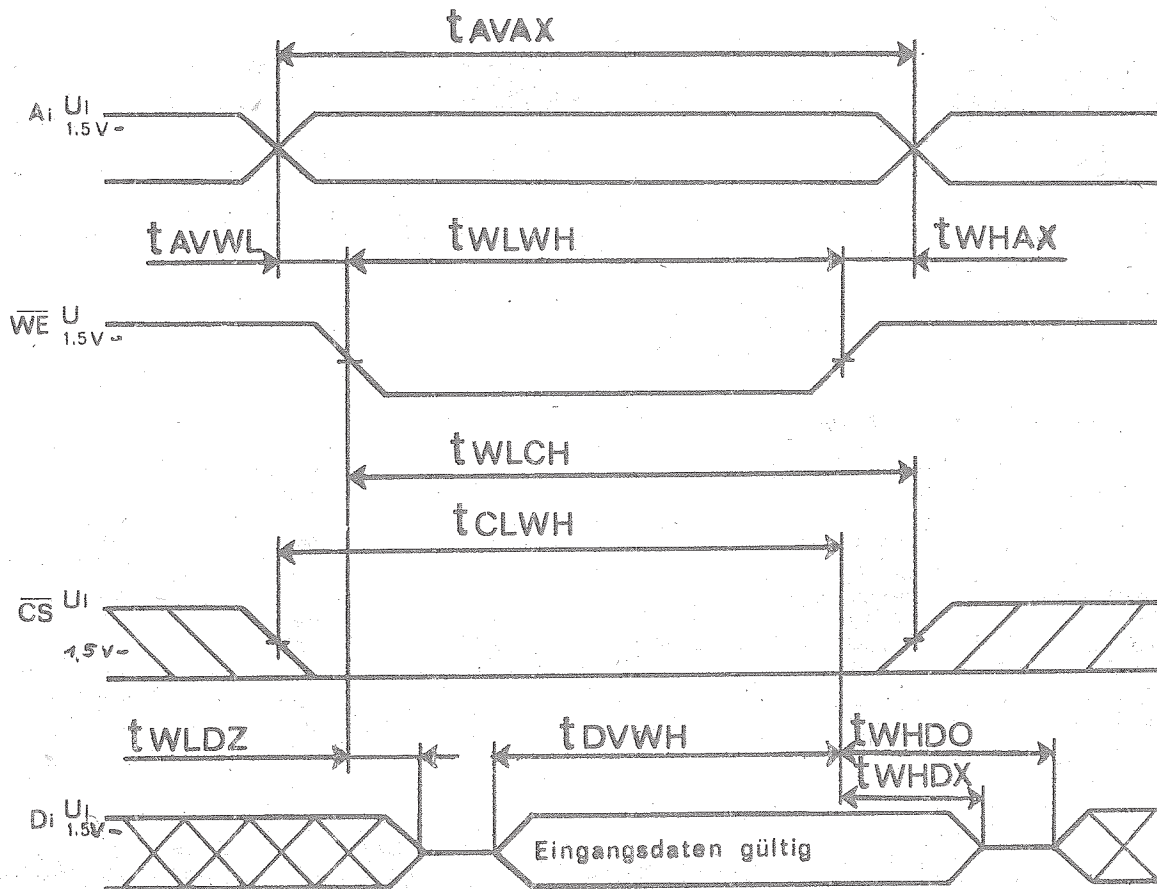 tAVAX
Ai UI
1.5V-
tAVWL tWLWH tWHAX
WE U
1.5V-
tWLCH
tCLWH
CS UI
1,5V-
tWLDZ tDVWH tWHDO
tWHDX
Di UI
1.5V-
Eingangsdaten gültig